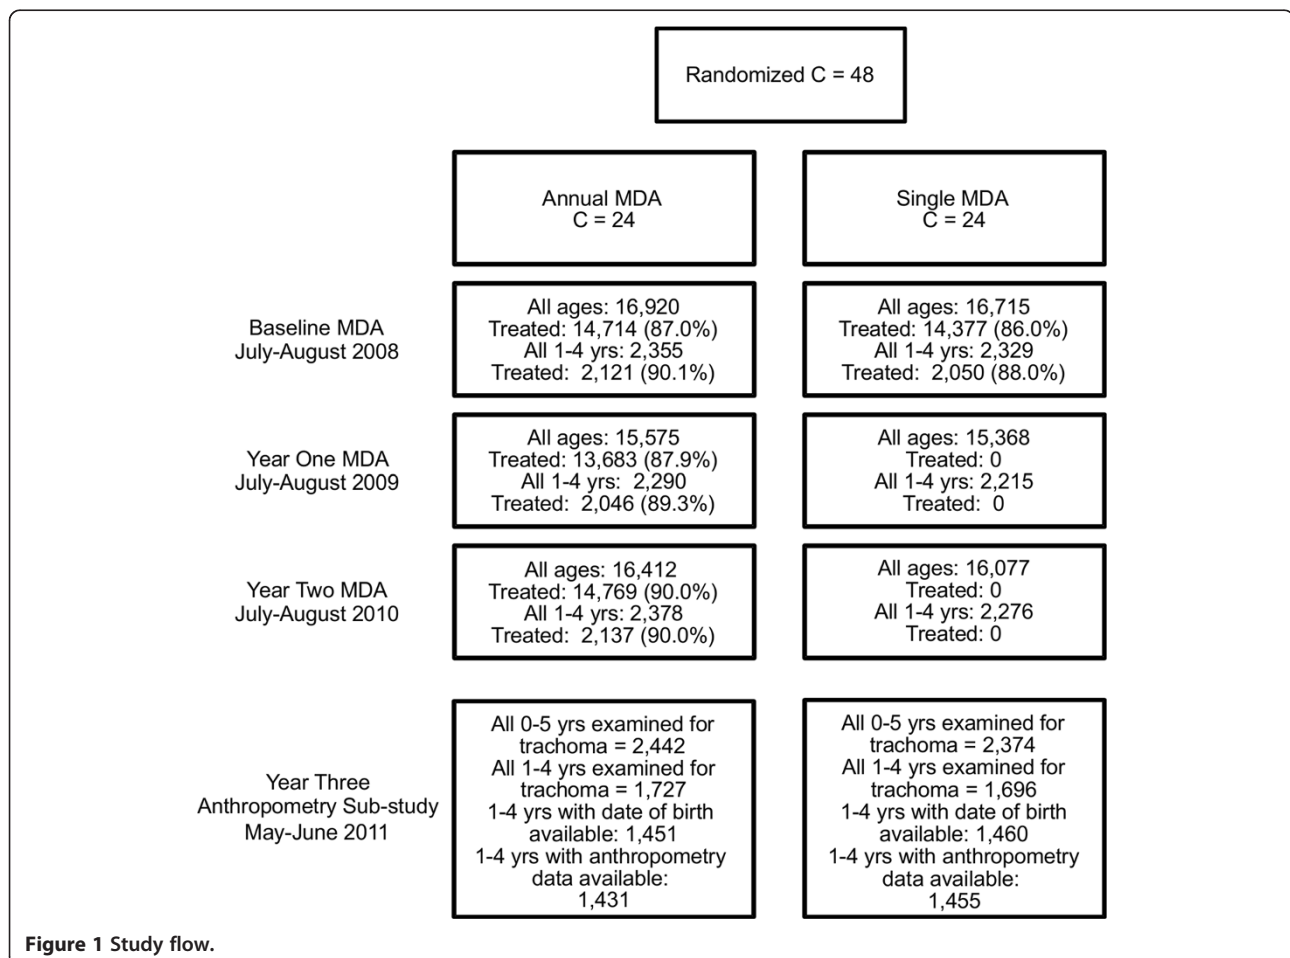 Randomized C = 48
Annual MDA
C = 24
Single MDA
C = 24
Baseline MDA
July-August 2008
All ages: 16,920
Treated: 14,714 (87.0%)
All 1-4 yrs: 2,355
Treated:  2,121 (90.1%)
All ages: 16,715
Treated: 14,377 (86.0%)
All 1-4 yrs: 2,329
Treated:  2,050 (88.0%)
Year One MDA
July-August 2009
All ages: 15,575
Treated: 13,683 (87.9%)
All 1-4 yrs:  2,290
Treated:  2,046 (89.3%)
All ages: 15,368
Treated: 0
All 1-4 yrs: 2,215
Treated:  0
Year Two MDA
July-August 2010
All ages: 16,412
Treated: 14,769 (90.0%)
All 1-4 yrs: 2,378
Treated:  2,137 (90.0%)
All ages: 16,077
Treated: 0
All 1-4 yrs: 2,276
Treated: 0
Year Three
Anthropometry Sub-study
May-June 2011
All 0-5 yrs examined for
trachoma = 2,442
All 1-4 yrs examined for
trachoma = 1,727
1-4 yrs with date of birth
available: 1,451
1-4 yrs with anthropometry
data available:
1,431
All 0-5 yrs examined for
trachoma = 2,374
All 1-4 yrs examined for
trachoma = 1,696
1-4 yrs with date of birth
available: 1,460
1-4 yrs with anthropometry
data available:
1,455
Figure 1 Study flow.